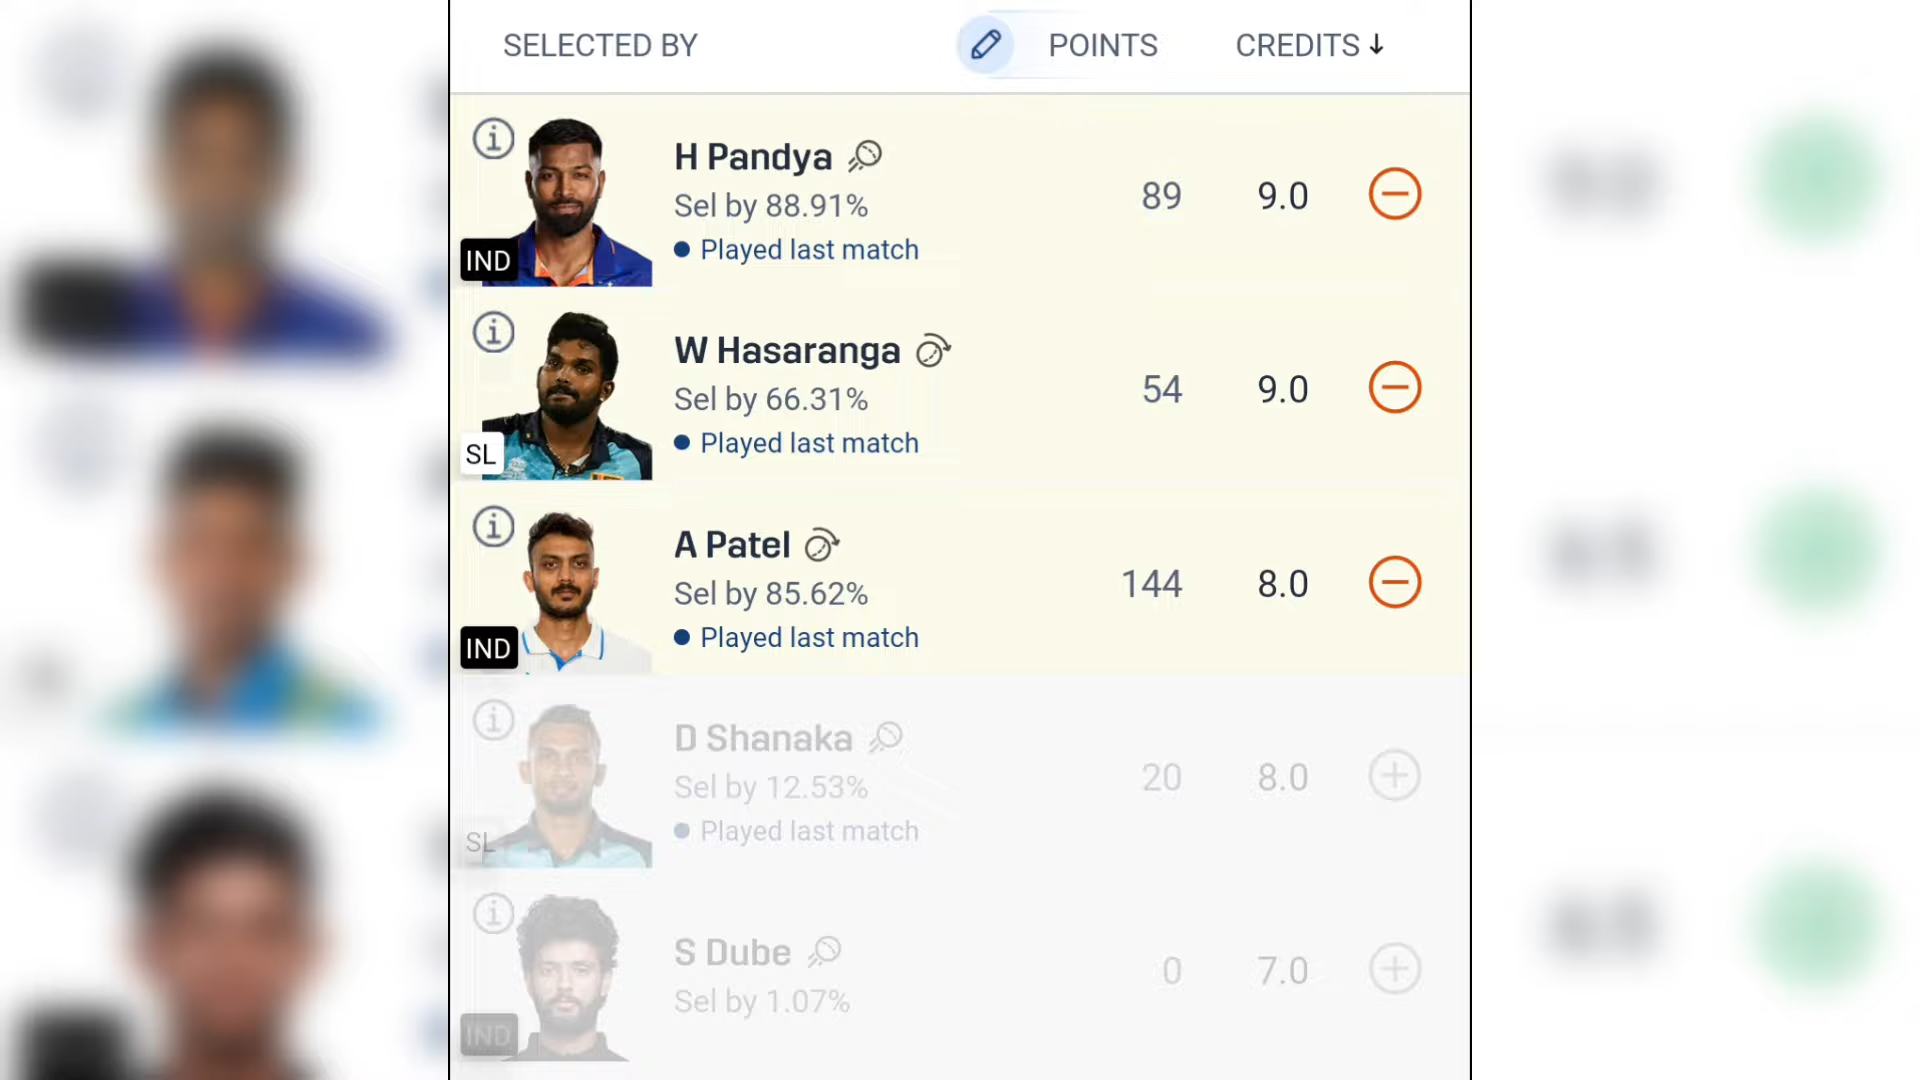 SELECTED BY POINTS CREDITS ↓
H Pandya
Sel by 88.91% 89 9.0
Played last match
IND
W Hasaranga
Sel by 66.31% 54 9.0
Played last match
SL
A Patel
Sel by 85.62% 144 8.0
Played last match
IND
D Shanaka
Sel by 12.53% 20 8.0
Played last match
SL
S Dube
Sel by 1.07% 0 7.0
IND